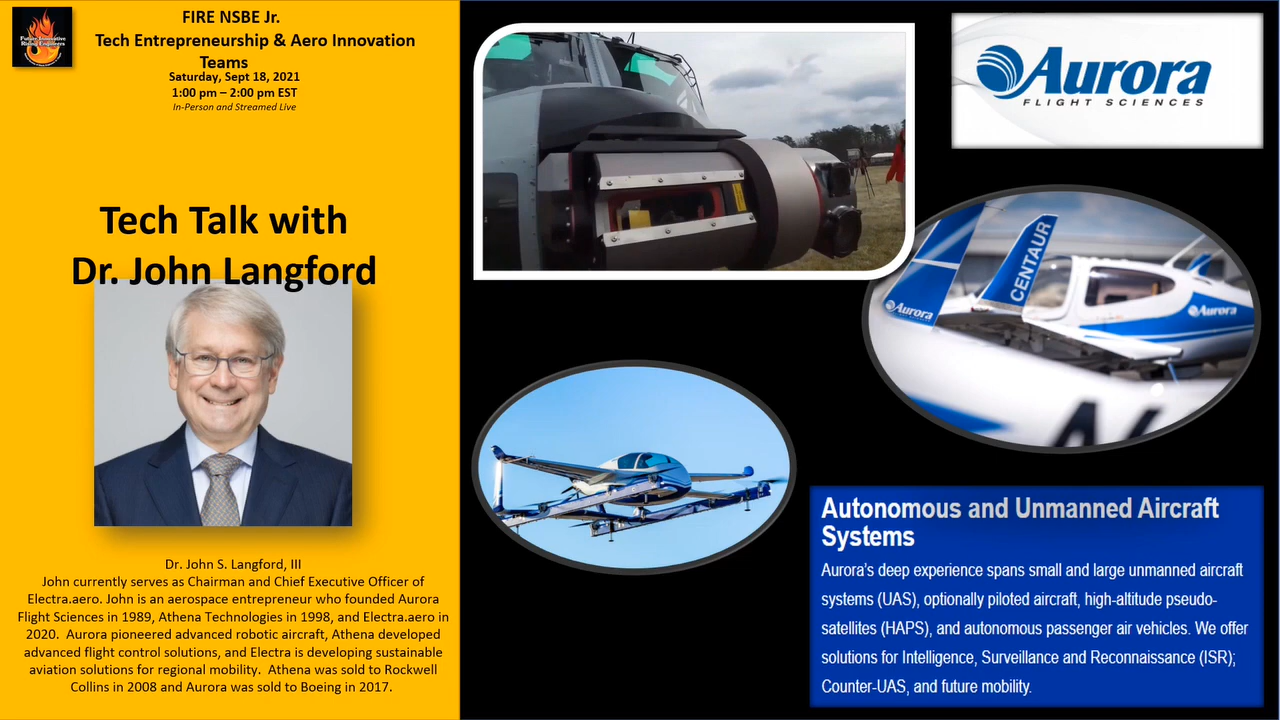 Future Innovative
Rising Engineers
FIRE NSBE Jr.
Tech Entrepreneurship & Aero Innovation
Teams
Saturday, Sept 18, 2021
1:00 pm – 2:00 pm EST
In-Person and Streamed Live
Tech Talk with
Dr. John Langford
Dr. John S. Langford, III
John currently serves as Chairman and Chief Executive Officer of
Electra.aero. John is an aerospace entrepreneur who founded Aurora
Flight Sciences in 1989, Athena Technologies in 1998, and Electra.aero in
2020.  Aurora pioneered advanced robotic aircraft, Athena developed
advanced flight control solutions, and Electra is developing sustainable
aviation solutions for regional mobility.  Athena was sold to Rockwell
Collins in 2008 and Aurora was sold to Boeing in 2017.
Aurora
FLIGHT SCIENCES
CENTAUR
Aurora
Aurora
Autonomous and Unmanned Aircraft
Systems
Aurora's deep experience spans small and large unmanned aircraft
systems (UAS), optionally piloted aircraft, high-altitude pseudo-
satellites (HAPS), and autonomous passenger air vehicles. We offer
solutions for Intelligence, Surveillance and Reconnaissance (ISR);
Counter-UAS, and future mobility.